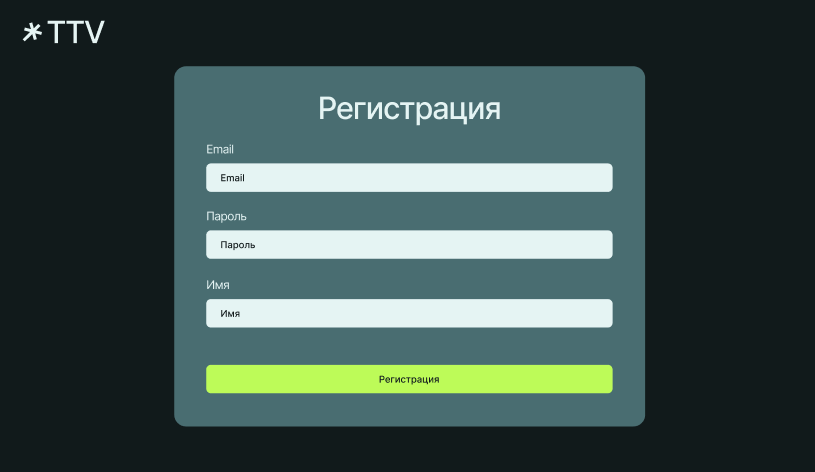 TTV
Регистрация
Email
Email
Пароль
Пароль
Имя
Имя
Регистрация